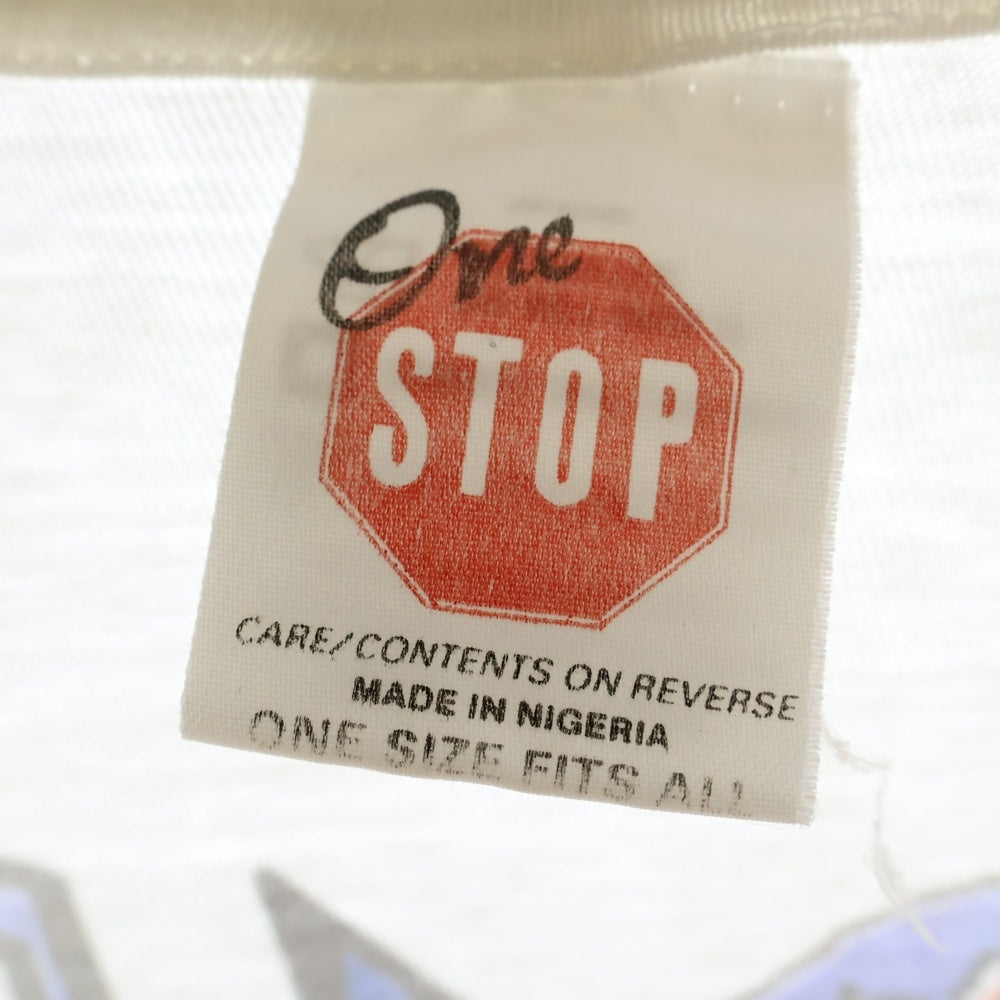 One
STOP
CARE/CONTENTS ON REVERSE
MADE IN NIGERIA
ONE SIZE FITS ALL